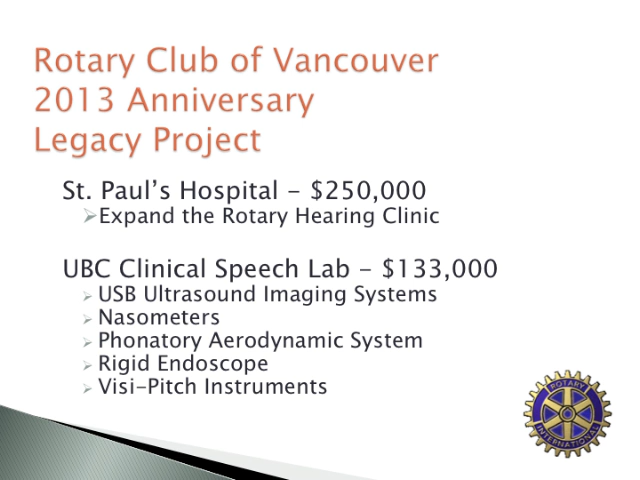 Rotary Club of Vancouver
2013 Anniversary
Legacy Project
St. Paul's Hospital - $250,000
➢Expand the Rotary Hearing Clinic
UBC Clinical Speech Lab - $133,000
➢ USB Ultrasound Imaging Systems
➢ Nasometers
➢ Phonatory Aerodynamic System
➢ Rigid Endoscope
➢ Visi-Pitch Instruments
ROTARY
INTERNATIONAL